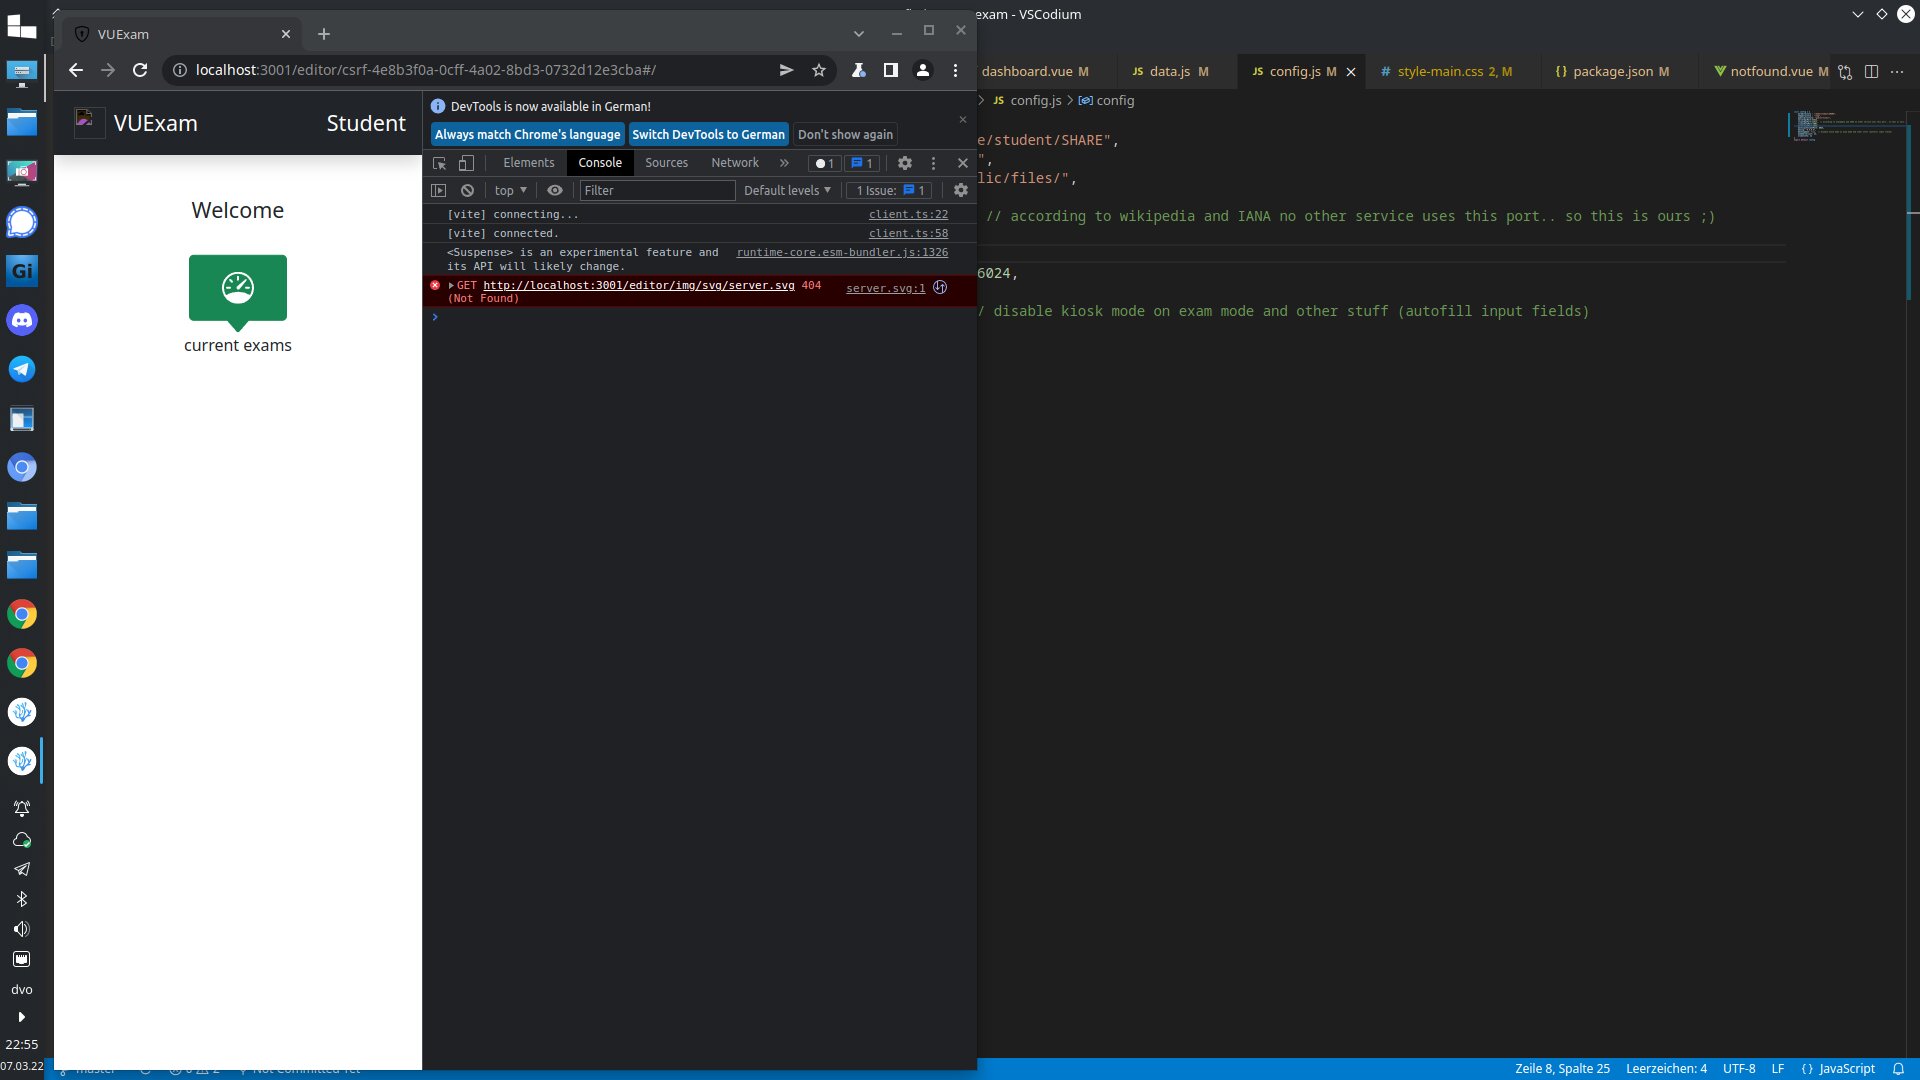 exam - VSCodium
VUExam
localhost:3001/editor/csrf-4e8b3f0a-0cff-4a02-8bd3-0732d12e3cba#/
VUExam
Student
Welcome
current exams
DevTools is now available in German!
Always match Chrome's language
Switch DevTools to German
Don't show again
Elements
Console
Sources
Network
1
1
top
Filter
Default levels
1 Issue:
1
[vite] connecting...
client.ts:22
[vite] connected.
client.ts:58
<Suspense> is an experimental feature and
runtime-core.esm-bundler.js:1326
its API will likely change.
GET http://localhost:3001/editor/img/svg/server.svg 404
server.svg:1
(Not Found)
dashboard.vue M
JS data.js M
JS config.js M
# style-main.css 2, M
{} package.json M
notfound.vue M
JS config.js > config
e/student/SHARE",
",
lic/files/",
// according to wikipedia and IANA no other service uses this port.. so this is ours ;)
6024,
/ disable kiosk mode on exam mode and other stuff (autofill input fields)
Gi
dvo
22:55
07.03.22
Zeile 8, Spalte 25
Leerzeichen: 4
UTF-8
LF
{} JavaScript